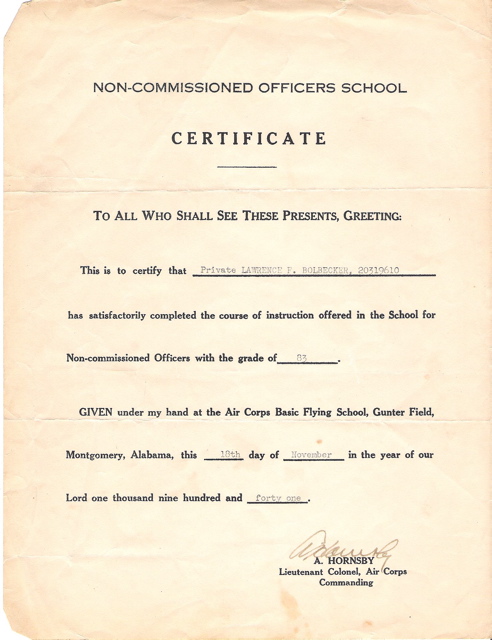 NON-COMMISSIONED OFFICERS SCHOOL
CERTIFICATE
TO ALL WHO SHALL SEE THESE PRESENTS, GREETING:
This is to certify that Private LAWRENCE P. BOLBECKER, 20319610
has satisfactorily completed the course of instruction offered in the School for
Non-commissioned Officers with the grade of 83.
GIVEN under my hand at the Air Corps Basic Flying School, Gunter Field,
Montgomery, Alabama, this 18th day of November in the year of our
Lord one thousand nine hundred and forty one.
A Hornsby
A. HORNSBY
Lieutenant Colonel, Air Corps
Commanding